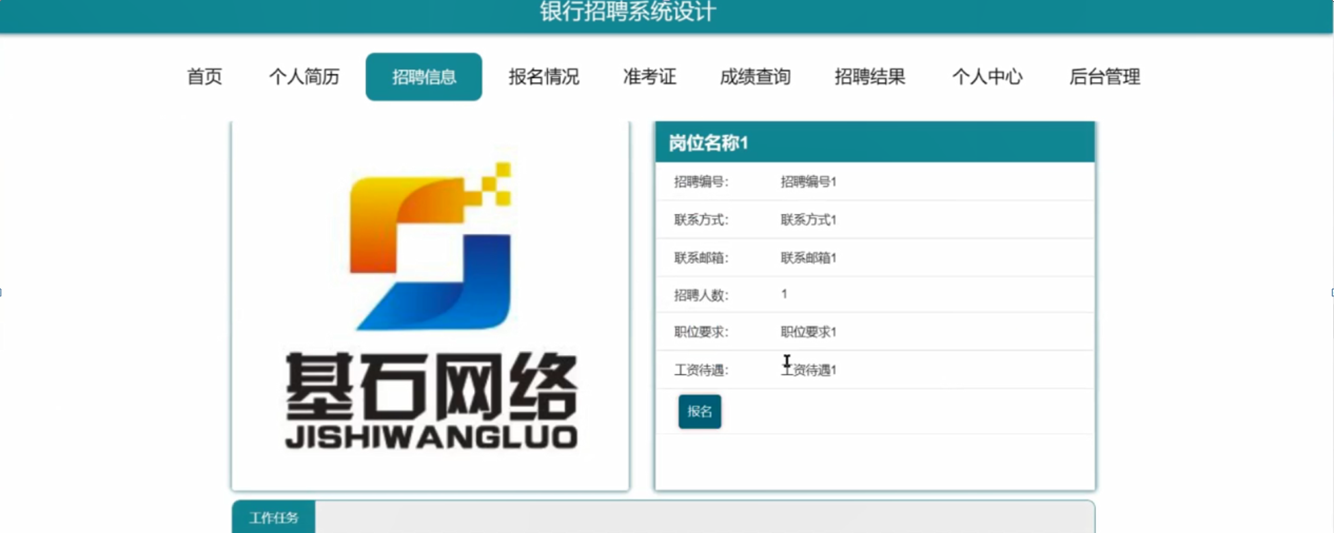 银行招聘系统设计
首页 个人简历 招聘信息 报名情况 准考证 成绩查询 招聘结果 个人中心 后台管理
基石网络
JISHIWANGLUO
岗位名称1
招聘编号: 招聘编号1
联系方式: 联系方式1
联系邮箱: 联系邮箱1
招聘人数: 1
职位要求: 职位要求1
工资待遇: 工资待遇1
报名
工作任务